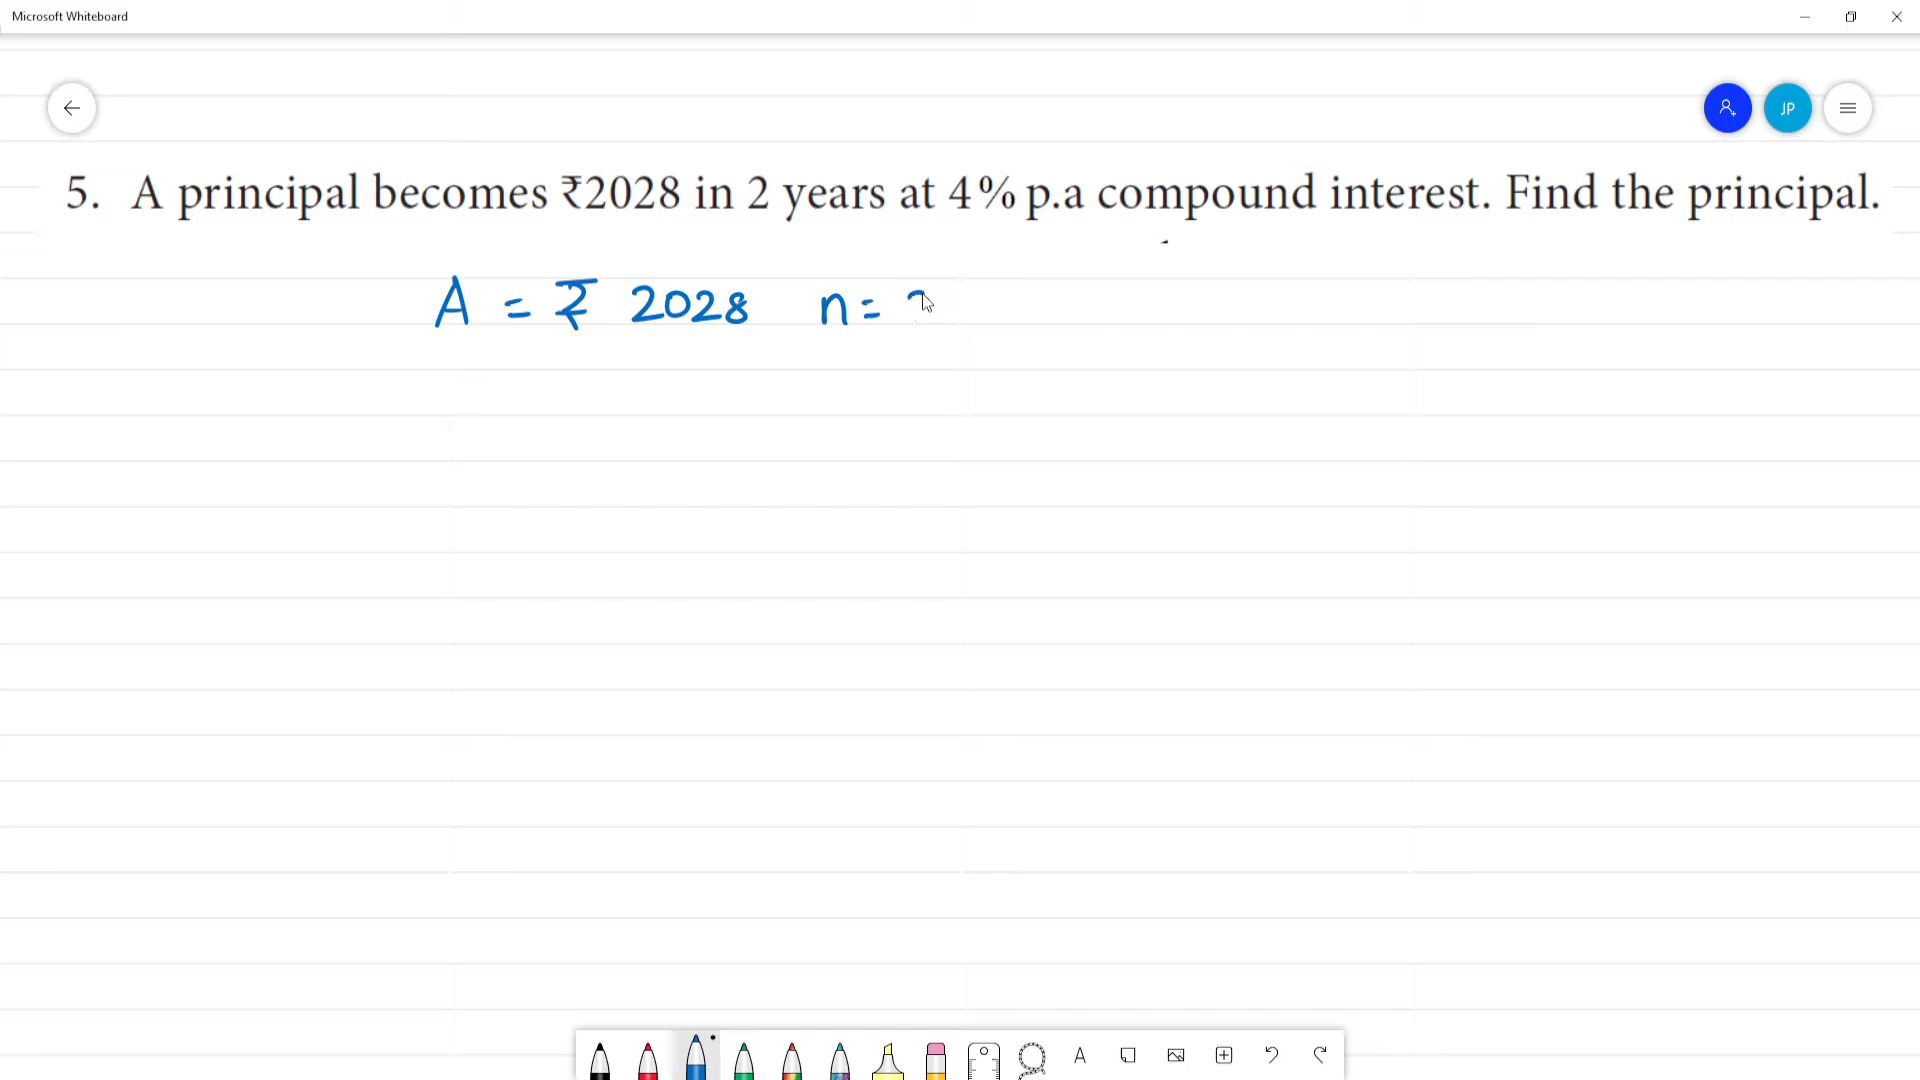 Microsoft Whiteboard
JP
5. A principal becomes ₹2028 in 2 years at 4% p.a compound interest. Find the principal.
A = ₹ 2028 n =
A